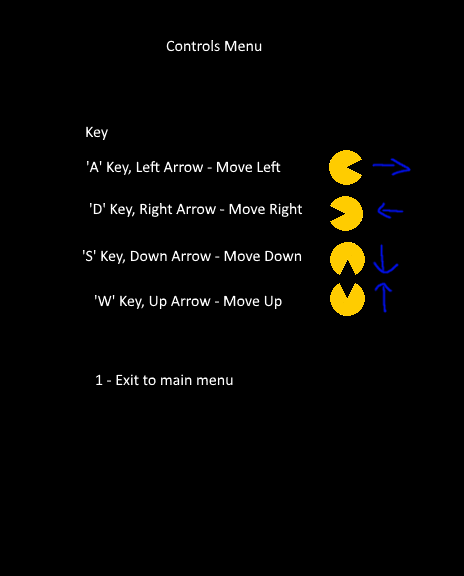 Controls Menu
Key
'A' Key, Left Arrow - Move Left
'D' Key, Right Arrow - Move Right
'S' Key, Down Arrow - Move Down
'W' Key, Up Arrow - Move Up
1 - Exit to main menu